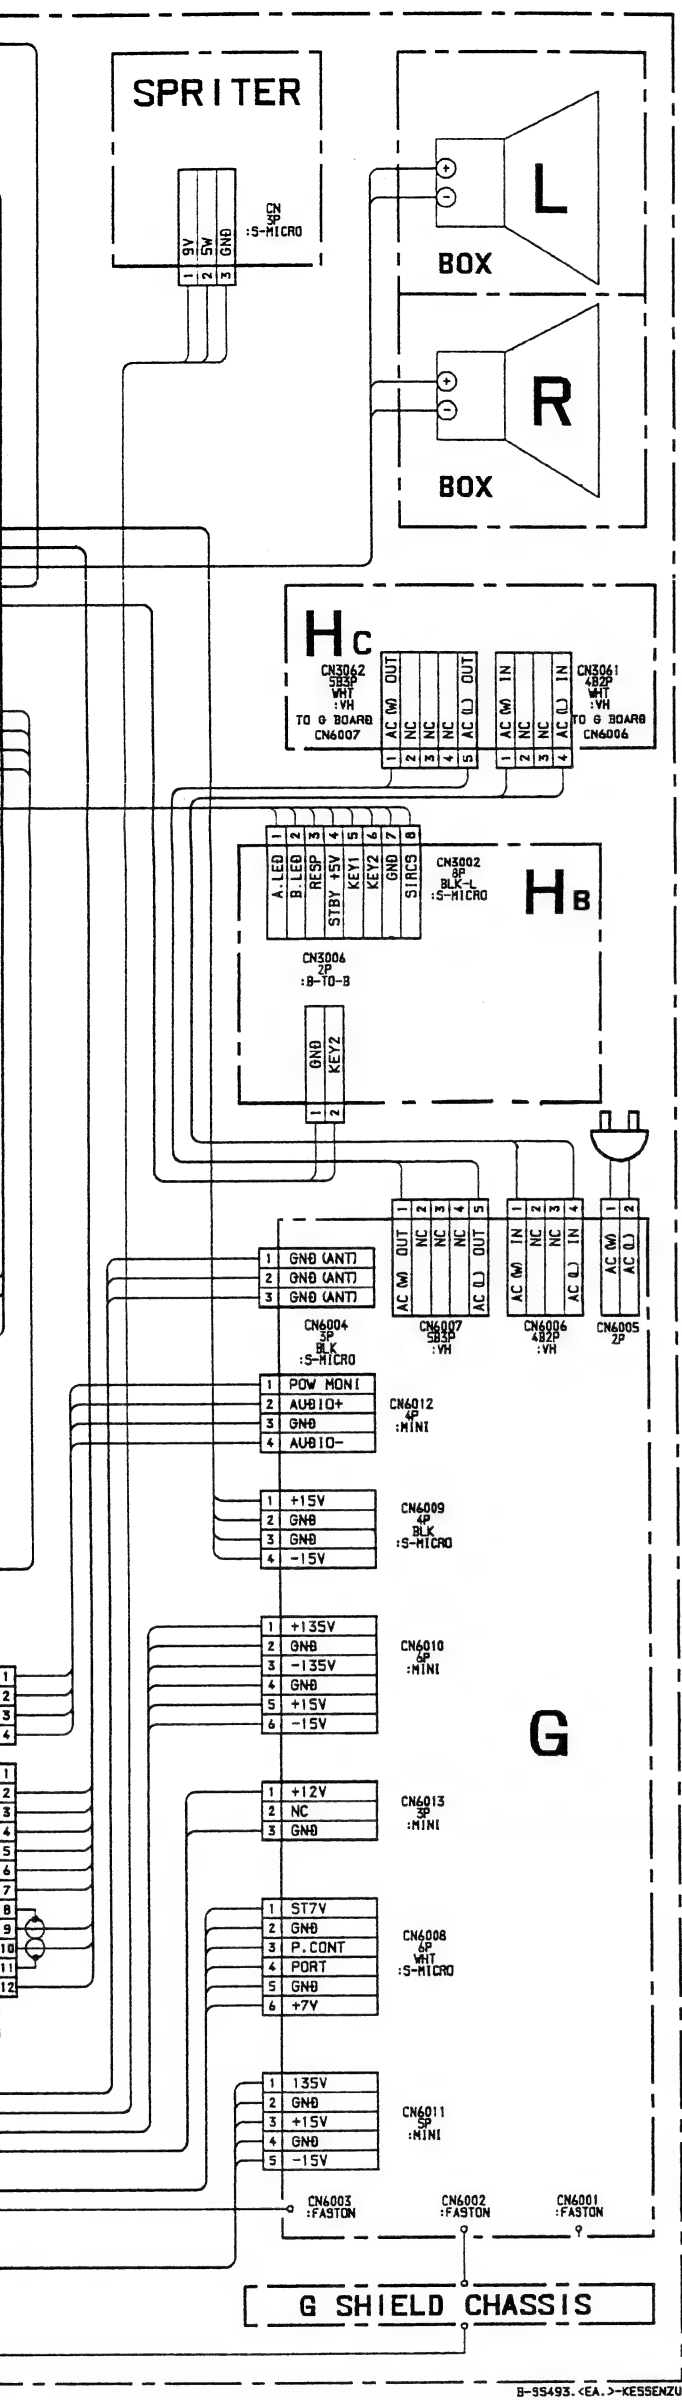 SPRITER
CN
3P
:S-MICRO
1 9V
2 5W
3 GND
+
L
-
BOX
+
R
-
BOX
HC
CN3062
5B3P
WHT
:VH
TO G BOARD
CN6007
1 AC (W) OUT
2 NC
3 NC
4 NC
5 AC (L) OUT
1 AC (W) IN
2 NC
3 NC
4 AC (L) IN
CN3061
4B2P
WHT
:VH
TO G BOARD
CN6006
1 A.LED
2 B.LED
3 RESP
4 STBY +5V
5 KEY1
6 KEY2
7 GND
8 SIRCS
CN3002
8P
BLK-L
:S-MICRO
HB
CN3006
2P
:B-TO-B
1 GND
2 KEY2
1 AC (W) OUT
2 NC
3 NC
4 NC
5 AC (L) OUT
CN6007
5B3P
:VH
1 AC (W) IN
2 NC
3 NC
4 AC (L) IN
CN6006
4B2P
:VH
1 AC (W)
2 AC (L)
CN6005
2P
1 GND (ANT)
2 GND (ANT)
3 GND (ANT)
CN6004
3P
BLK
:S-MICRO
1 POW MONI
2 AUDIO+
3 GND
4 AUDIO-
CN6012
4P
:MINI
1 +15V
2 GND
3 GND
4 -15V
CN6009
4P
BLK
:S-MICRO
1 +135V
2 GND
3 -135V
4 GND
5 +15V
6 -15V
CN6010
6P
:MINI
1
2
3
4
G
1 +12V
2 NC
3 GND
CN6013
3P
:MINI
1
2
3
4
5
6
7
8
9
10
11
12
1 ST7V
2 GND
3 P.CONT
4 PORT
5 GND
6 +7V
CN6008
6P
WHT
:S-MICRO
1 135V
2 GND
3 +15V
4 GND
5 -15V
CN6011
5P
:MINI
CN6003
:FASTON
CN6002
:FASTON
CN6001
:FASTON
G SHIELD CHASSIS
B-SS493.<EA.>-KESSENZU